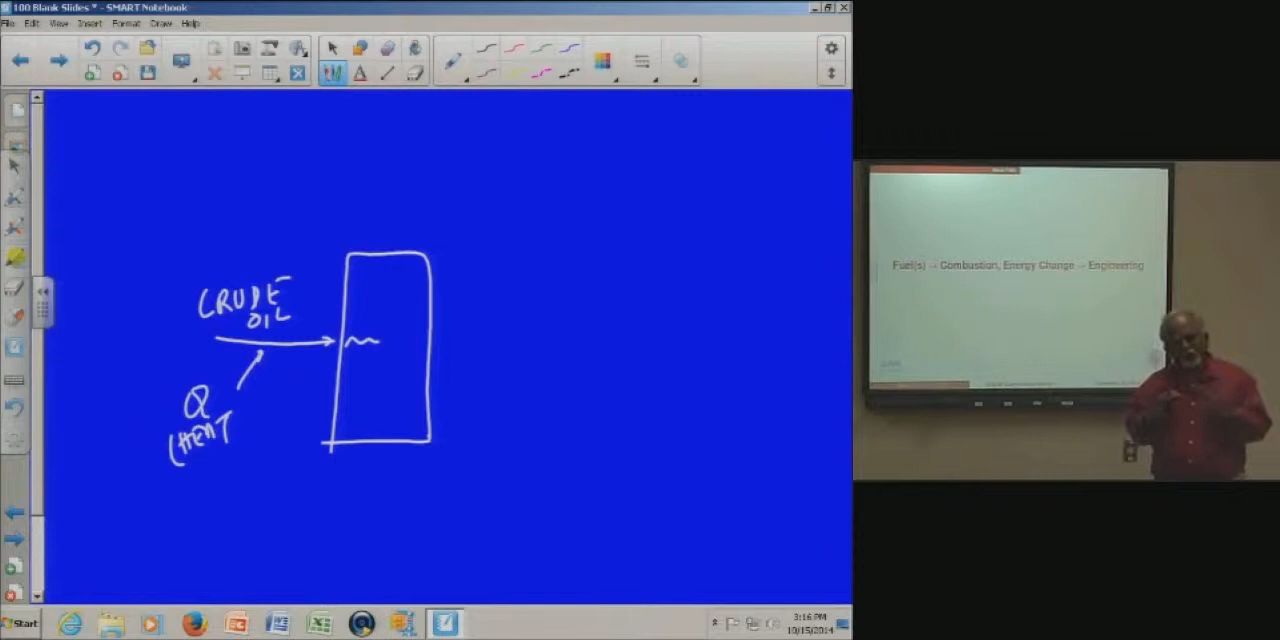 100 Blank Slides * - SMART Notebook
File Edit View Insert Format Draw Help
CRUDE
OIL
Q
(HEAT
Fuel(s) → Combustion, Energy Change → Engineering
Start
3:16 PM
10/15/2014